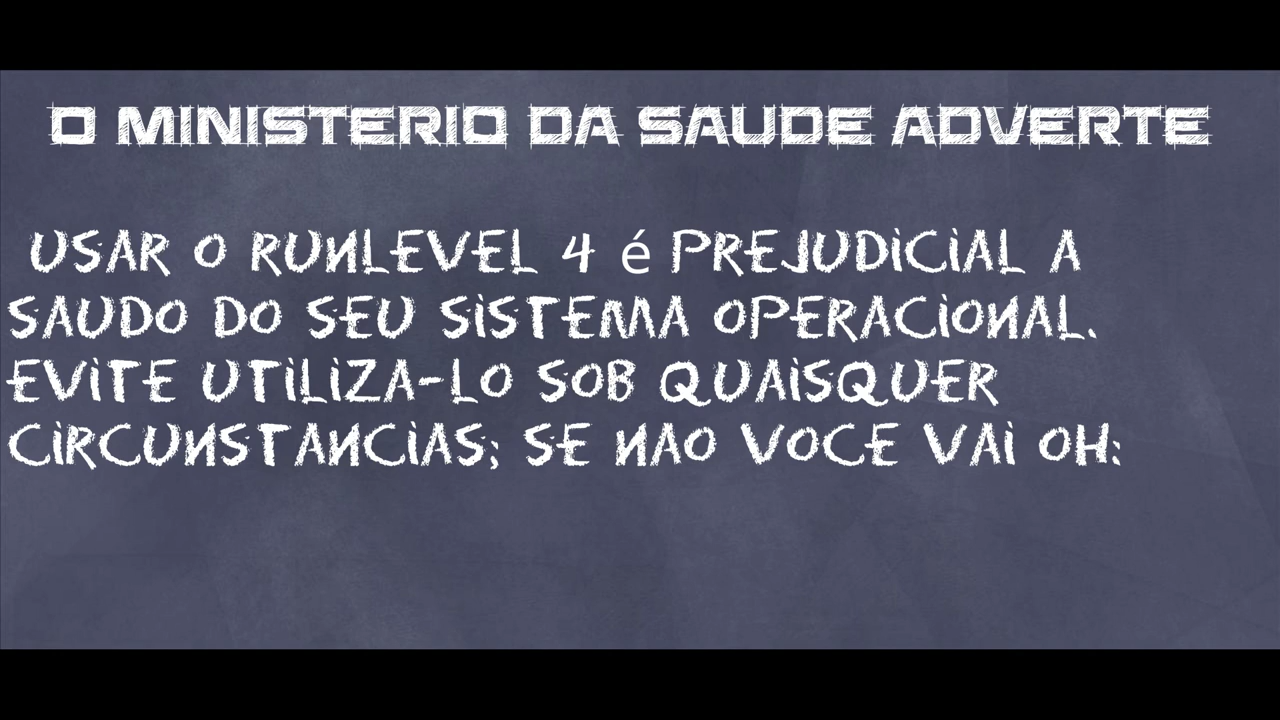 O MINISTERIO DA SAUDE ADVERTE
USAR O RUNLEVEL 4 é PREJUDICIAL A
SAUDO DO SEU SISTEMA OPERACIONAL.
EVITE UTILIZA-LO SOB QUAISQUER
CIRCUNSTANCIAS; SE NAO VOCE VAI OH: